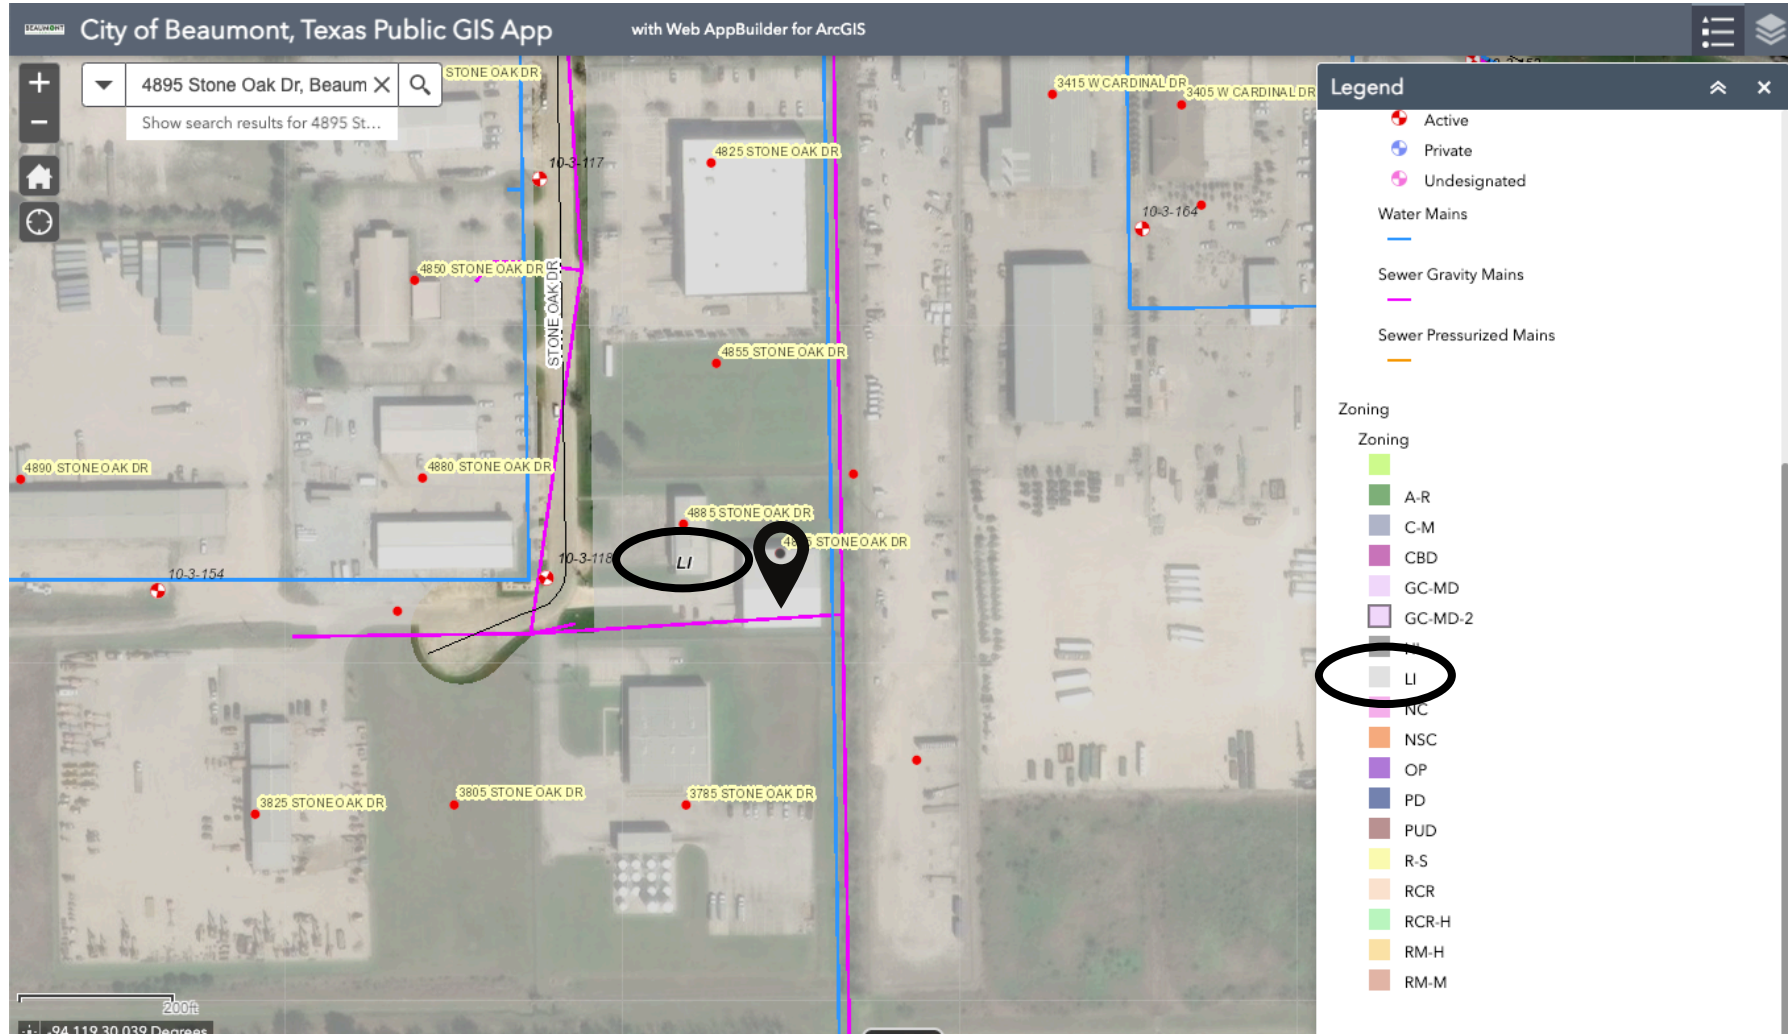 BEAUMONT
City of Beaumont, Texas Public GIS App
with Web AppBuilder for ArcGIS
4895 Stone Oak Dr, Beaum
Show search results for 4895 St...
STONE OAK DR
3415 W CARDINAL DR
3405 W CARDINAL DR
10-3-117
4825 STONE OAK DR
10-3-164
4850 STONE OAK DR
STONE OAK DR
4855 STONE OAK DR
4890 STONE OAK DR
4880 STONE OAK DR
4885 STONE OAK DR
STONE OAK DR
10-3-118
LI
10-3-154
3825 STONE OAK DR
3805 STONE OAK DR
3785 STONE OAK DR
200ft
-94.119 30.039 Degrees
Legend
Active
Private
Undesignated
Water Mains
Sewer Gravity Mains
Sewer Pressurized Mains
Zoning
Zoning
A-R
C-M
CBD
GC-MD
GC-MD-2
LI
NC
NSC
OP
PD
PUD
R-S
RCR
RCR-H
RM-H
RM-M